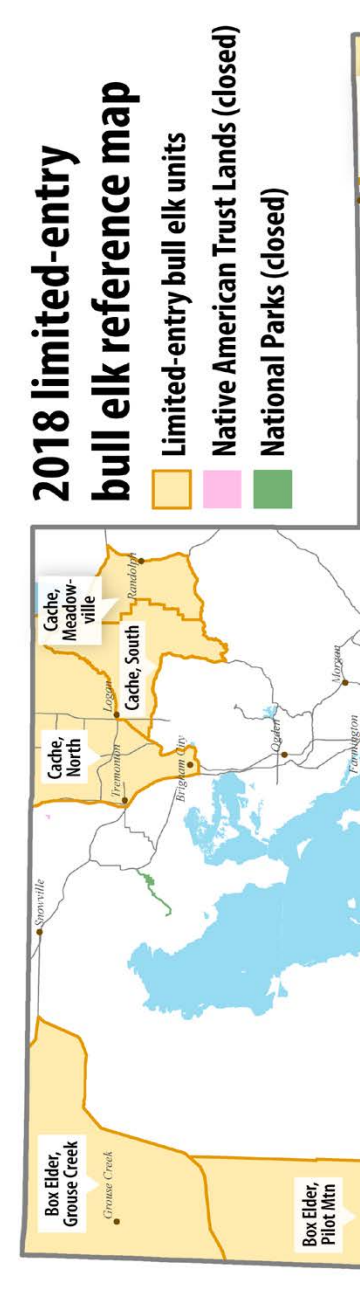 2018 limited-entry
bull elk reference map
Limited-entry bull elk units
Native American Trust Lands (closed)
National Parks (closed)
Cache,
Meadow-
ville
Randolph
Cache, South
Logan
Cache,
North
Tremonton
Brigham City
Snowville
Ogden
Morgan
Farmington
Box Elder,
Grouse Creek
Grouse Creek
Box Elder,
Pilot Mtn